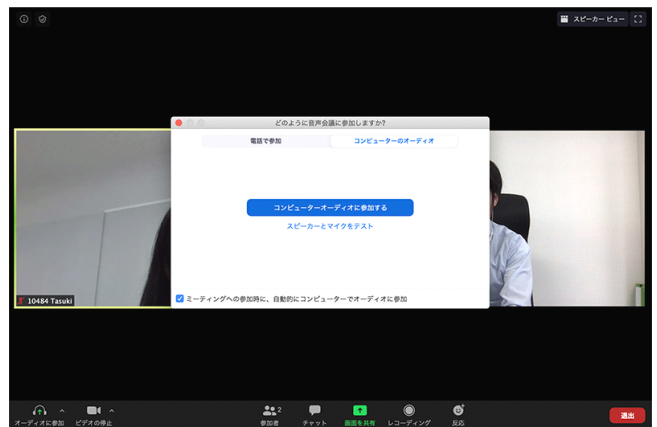 スピーカー ビュー
どのように音声会議に参加しますか?
電話で参加
コンピューターのオーディオ
コンピューターオーディオに参加する
スピーカーとマイクをテスト
10484 Tasuki
ミーティングへの参加時に、自動的にコンピューターでオーディオに参加
2
オーディオに参加
ビデオの停止
参加者
チャット
画面を共有
レコーディング
反応
退出